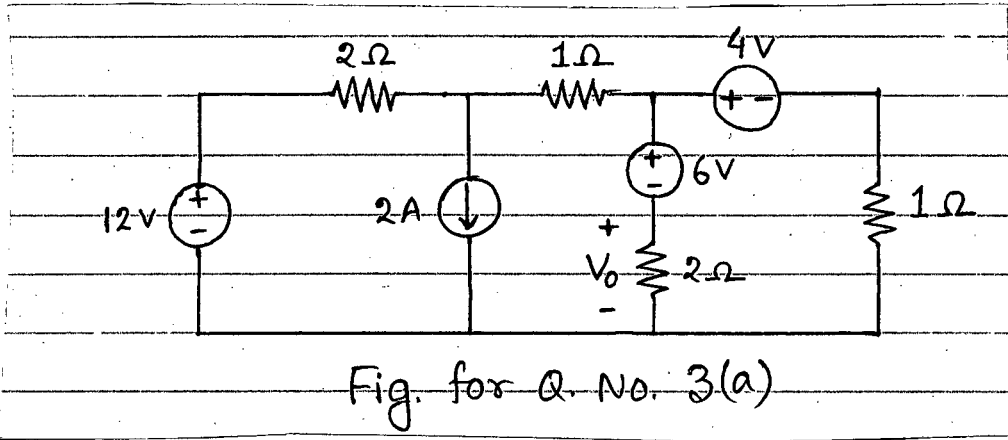 2Ω 1Ω 4V
+ -
+
-
6V
12V
+
-
2A
1Ω
+
V₀
-
2Ω
Fig. for Q. No. 3(a)